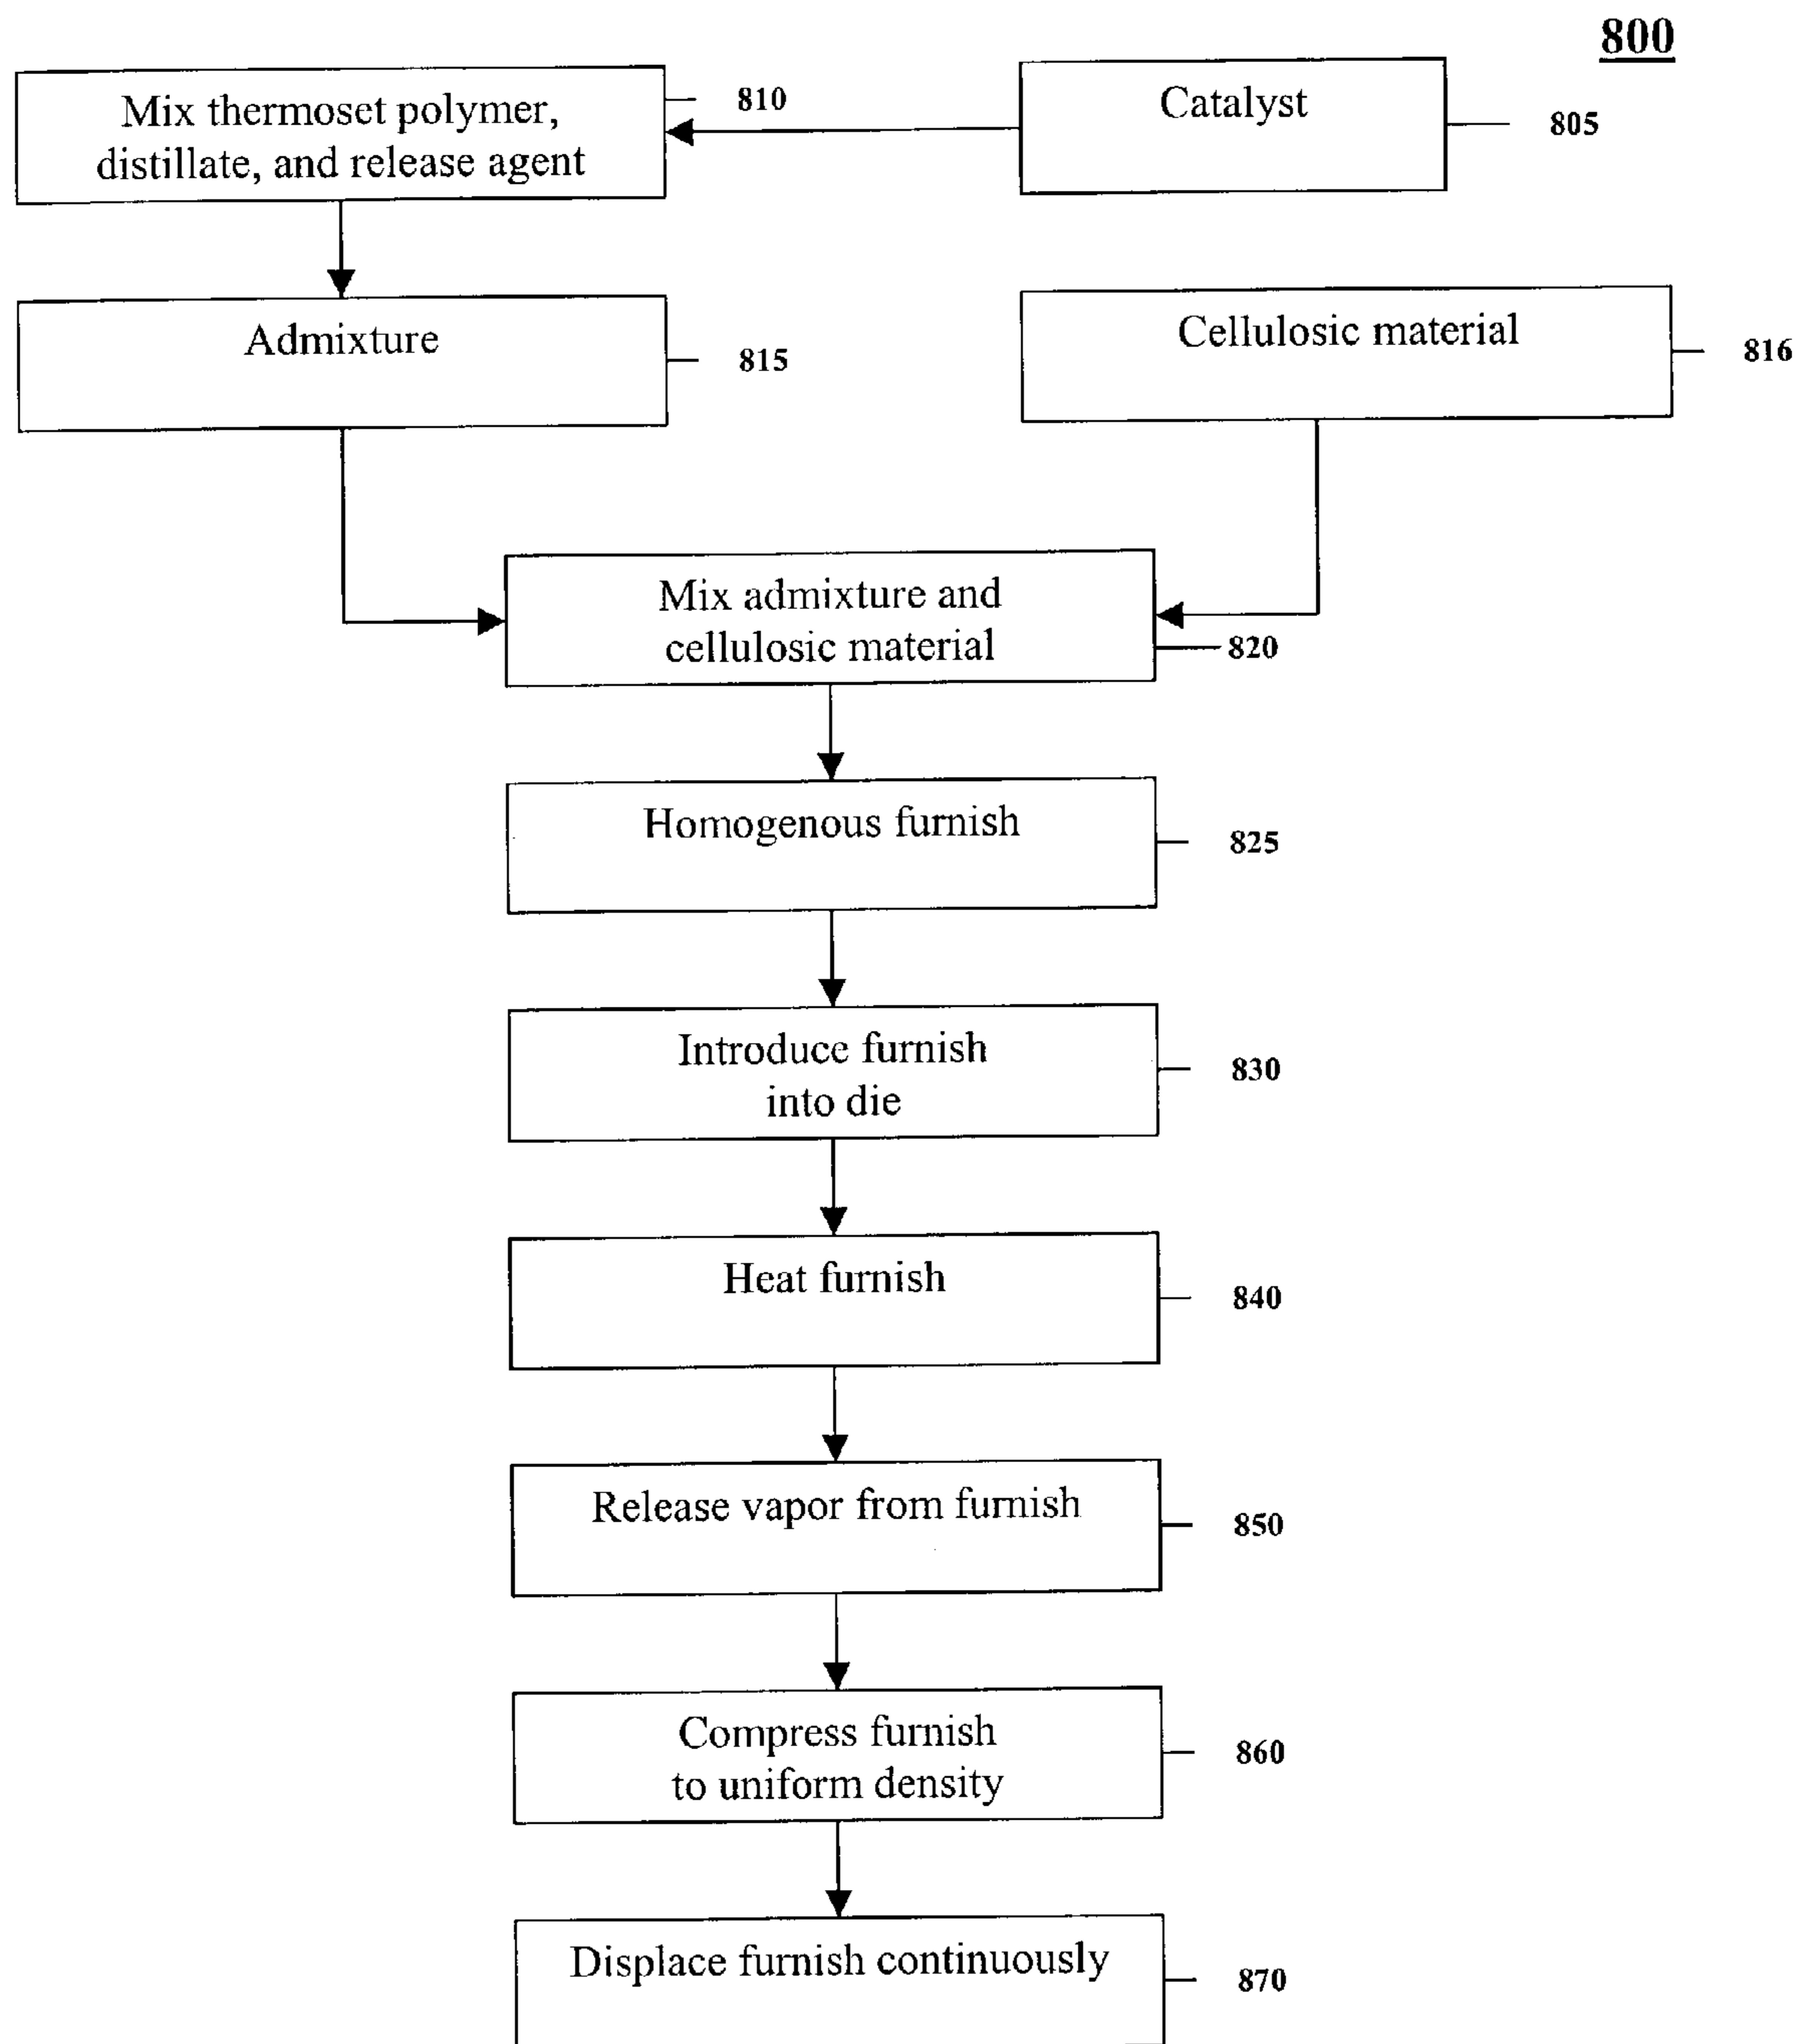 800
Mix thermoset polymer,
distillate, and release agent
810
Catalyst
805
Admixture
815
Cellulosic material
816
Mix admixture and
cellulosic material
820
Homogenous furnish
825
Introduce furnish
into die
830
Heat furnish
840
Release vapor from furnish
850
Compress furnish
to uniform density
860
Displace furnish continuously
870